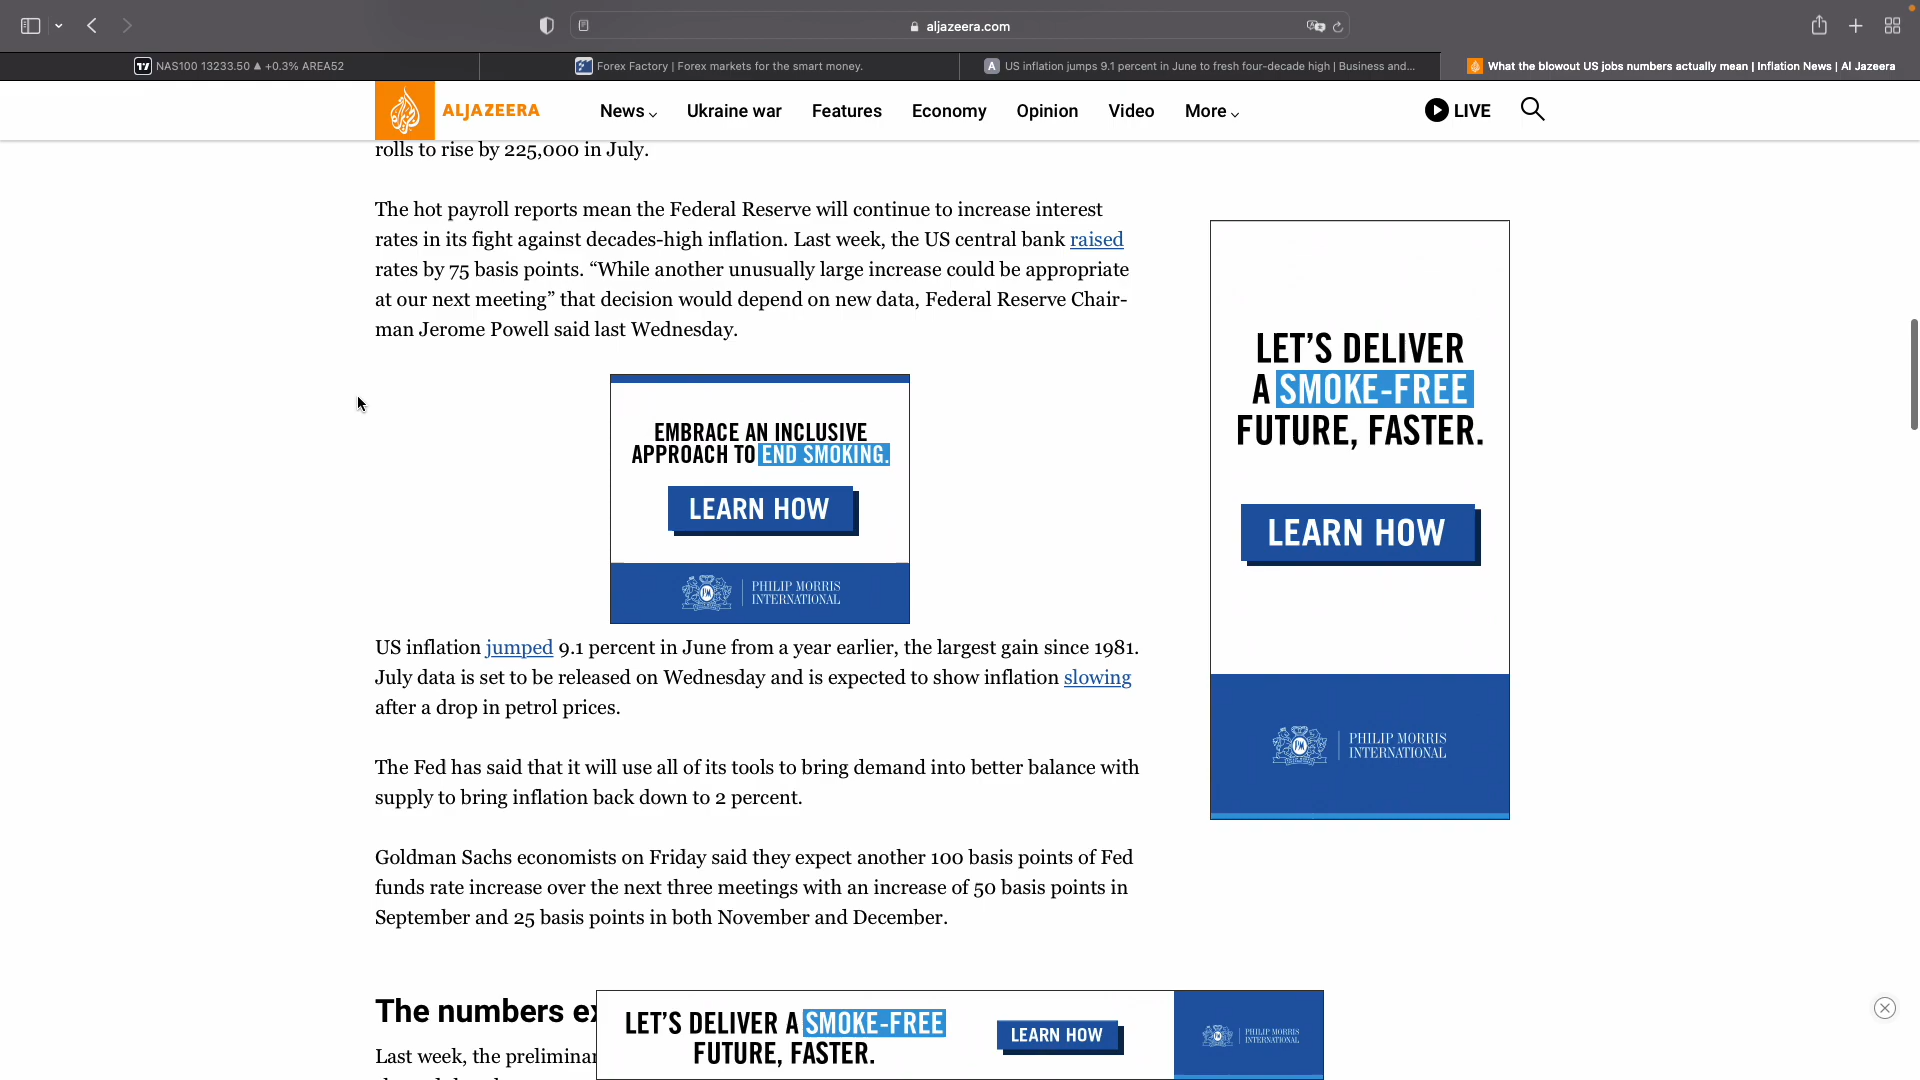 aljazeera.com
NAS100 13233.50 ▲ +0.3% AREA52
Forex Factory | Forex markets for the smart money.
A US inflation jumps 9.1 percent in June to fresh four-decade high | Business and...
What the blowout US jobs numbers actually mean | Inflation News | Al Jazeera
ALJAZEERA
News
Ukraine war
Features
Economy
Opinion
Video
More
LIVE
rolls to rise by 225,000 in July.
The hot payroll reports mean the Federal Reserve will continue to increase interest
rates in its fight against decades-high inflation. Last week, the US central bank raised
rates by 75 basis points. “While another unusually large increase could be appropriate
at our next meeting” that decision would depend on new data, Federal Reserve Chair-
man Jerome Powell said last Wednesday.
EMBRACE AN INCLUSIVE
APPROACH TO END SMOKING.
LEARN HOW
PHILIP MORRIS
INTERNATIONAL
US inflation jumped 9.1 percent in June from a year earlier, the largest gain since 1981.
July data is set to be released on Wednesday and is expected to show inflation slowing
after a drop in petrol prices.
The Fed has said that it will use all of its tools to bring demand into better balance with
supply to bring inflation back down to 2 percent.
Goldman Sachs economists on Friday said they expect another 100 basis points of Fed
funds rate increase over the next three meetings with an increase of 50 basis points in
September and 25 basis points in both November and December.
LET’S DELIVER
A SMOKE-FREE
FUTURE, FASTER.
LEARN HOW
PHILIP MORRIS
INTERNATIONAL
The numbers
Last week, the
LET’S DELIVER A SMOKE-FREE
FUTURE, FASTER.
LEARN HOW
PHILIP MORRIS
INTERNATIONAL